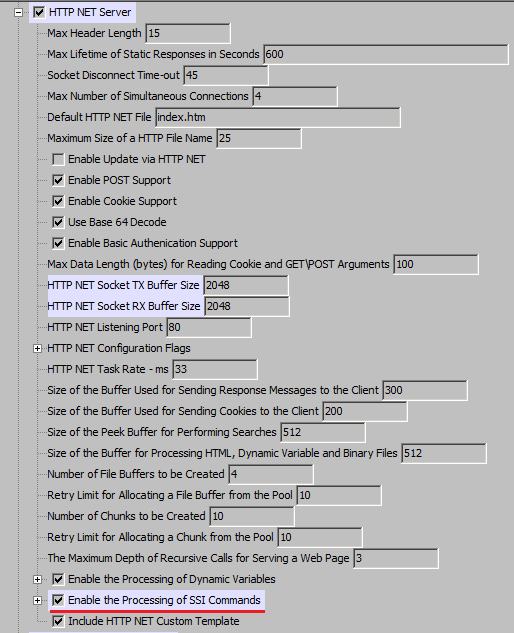 HTTP NET Server
Max Header Length 15
Max Lifetime of Static Responses in Seconds 600
Socket Disconnect Time-out 45
Max Number of Simultaneous Connections 4
Default HTTP NET File index.htm
Maximum Size of a HTTP File Name 25
Enable Update via HTTP NET
Enable POST Support
Enable Cookie Support
Use Base 64 Decode
Enable Basic Authenication Support
Max Data Length (bytes) for Reading Cookie and GET\POST Arguments 100
HTTP NET Socket TX Buffer Size 2048
HTTP NET Socket RX Buffer Size 2048
HTTP NET Listening Port 80
HTTP NET Configuration Flags
HTTP NET Task Rate - ms 33
Size of the Buffer Used for Sending Response Messages to the Client 300
Size of the Buffer Used for Sending Cookies to the Client 200
Size of the Peek Buffer for Performing Searches 512
Size of the Buffer for Processing HTML, Dynamic Variable and Binary Files 512
Number of File Buffers to be Created 4
Retry Limit for Allocating a File Buffer from the Pool 10
Number of Chunks to be Created 10
Retry Limit for Allocating a Chunk from the Pool 10
The Maximum Depth of Recursive Calls for Serving a Web Page 3
Enable the Processing of Dynamic Variables
Enable the Processing of SSI Commands
Include HTTP NET Custom Template